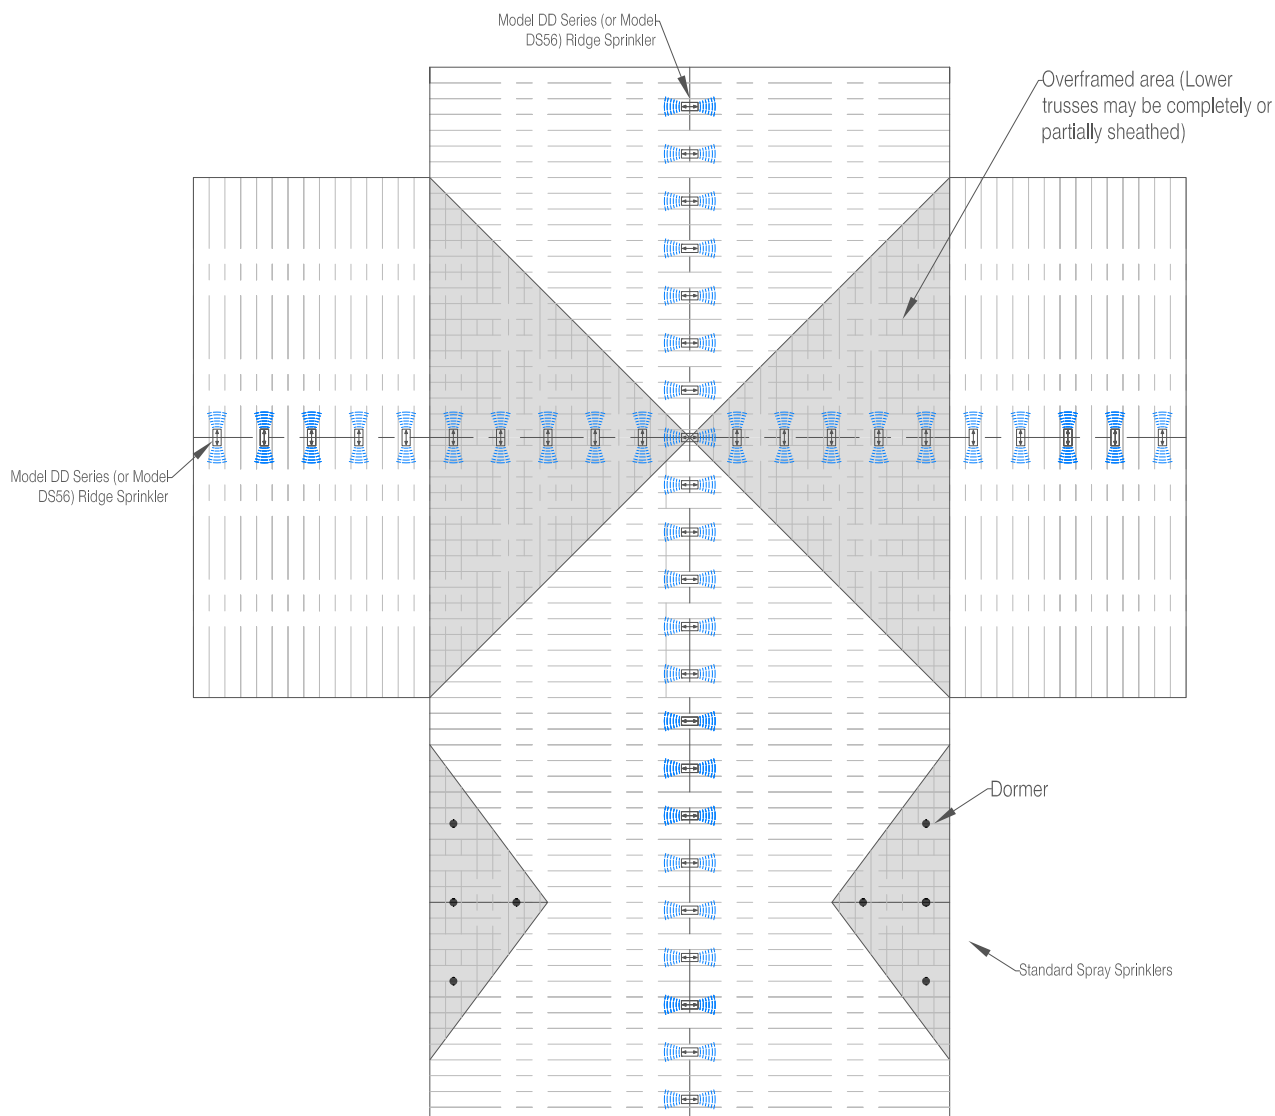 Model DD Series (or Model
DS56) Ridge Sprinkler
Overframed area (Lower
trusses may be completely or
partially sheathed)
Model DD Series (or Model
DS56) Ridge Sprinkler
Dormer
Standard Spray Sprinklers